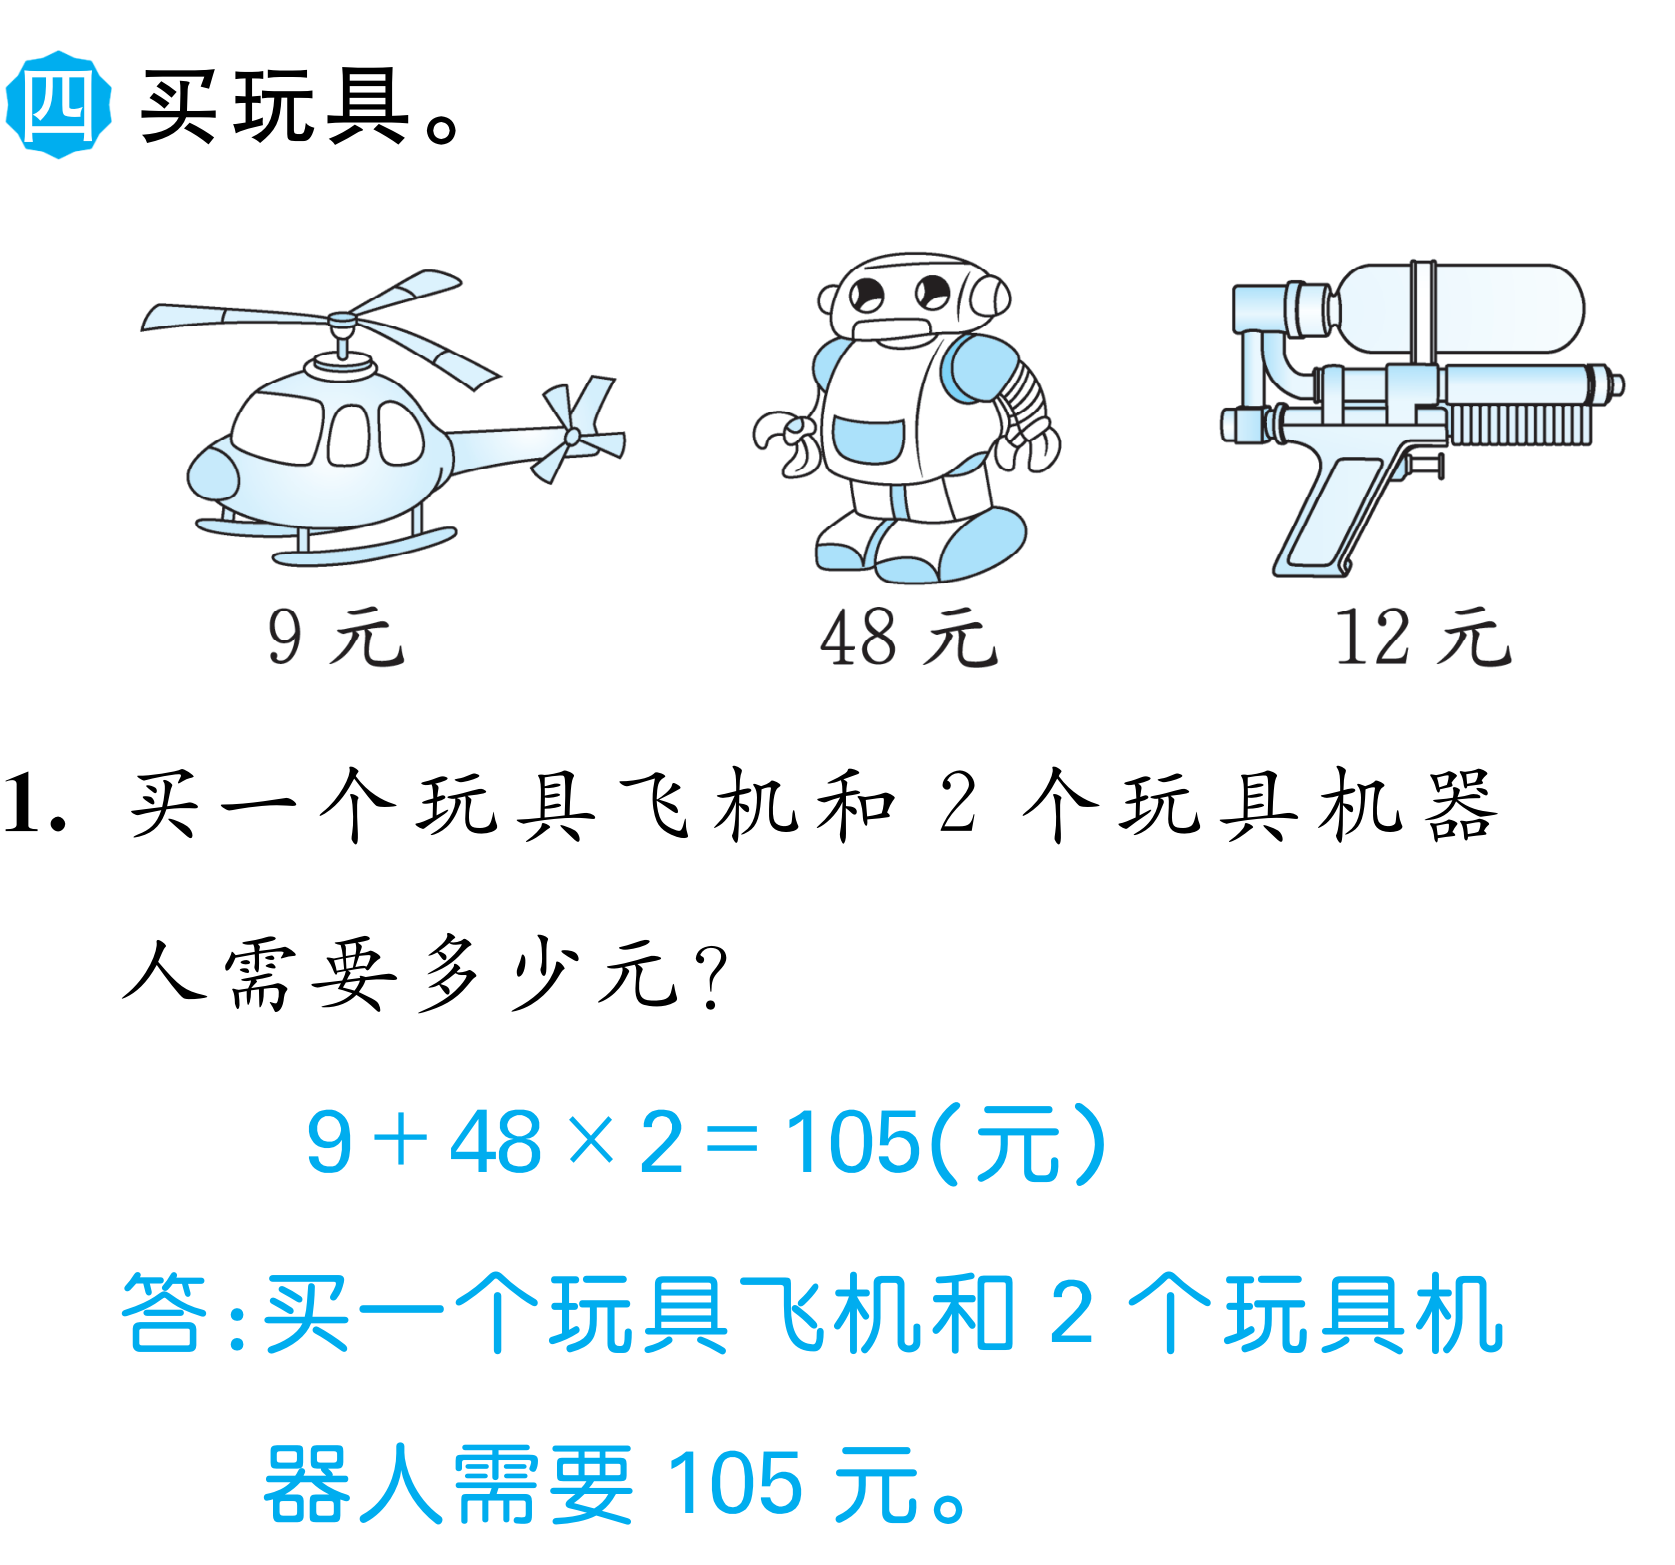 四 买玩具。
9 元 48 元 12 元
1. 买一个玩具飞机和 2 个玩具机器
人需要多少元?
9+48×2=105(元)
答:买一个玩具飞机和 2 个玩具机
器人需要 105 元。